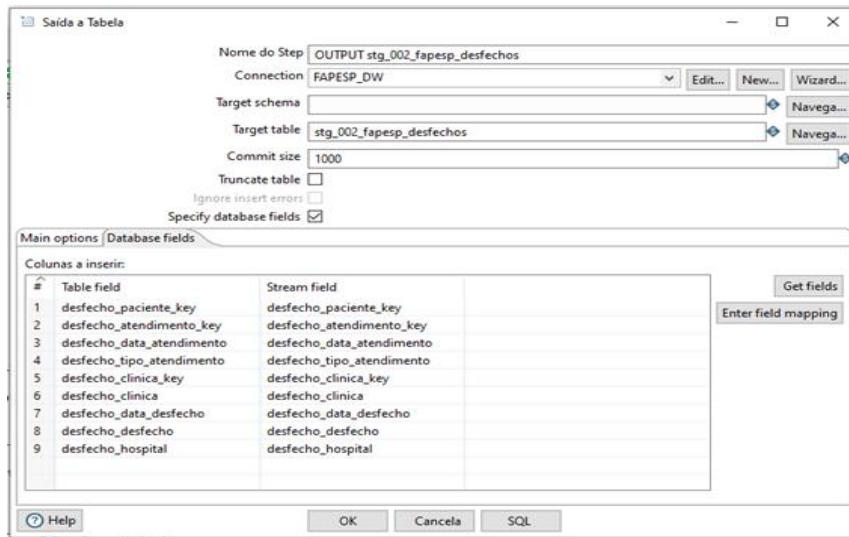 Saída a Tabela
Nome do Step OUTPUT stg_002_fapesp_desfechos
Connection FAPESP_DW Edit... New... Wizard...
Target schema Navega...
Target table stg_002_fapesp_desfechos Navega...
Commit size 1000
Truncate table
Ignore insert errors
Specify database fields
Main options Database fields
Colunas a inserir:
# Table field Stream field
1 desfecho_paciente_key desfecho_paciente_key
2 desfecho_atendimento_key desfecho_atendimento_key
3 desfecho_data_atendimento desfecho_data_atendimento
4 desfecho_tipo_atendimento desfecho_tipo_atendimento
5 desfecho_clinica_key desfecho_clinica_key
6 desfecho_clinica desfecho_clinica
7 desfecho_data_desfecho desfecho_data_desfecho
8 desfecho_desfecho desfecho_desfecho
9 desfecho_hospital desfecho_hospital
Get fields
Enter field mapping
Help OK Cancela SQL